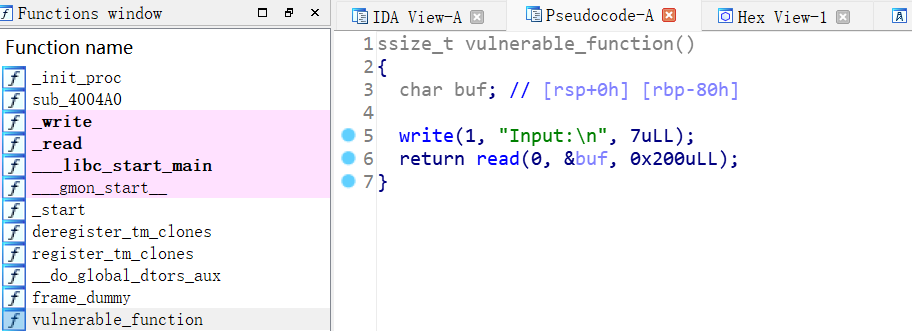 Functions window
IDA View-A
Pseudocode-A
Hex View-1
A
Function name
f _init_proc
f sub_4004A0
f _write
f _read
f ___libc_start_main
f ___gmon_start__
f _start
f deregister_tm_clones
f register_tm_clones
f __do_global_dtors_aux
f frame_dummy
f vulnerable_function
1 ssize_t vulnerable_function()
2 {
3   char buf; // [rsp+0h] [rbp-80h]
4
5   write(1, "Input:\n", 7uLL);
6   return read(0, &buf, 0x200uLL);
7 }